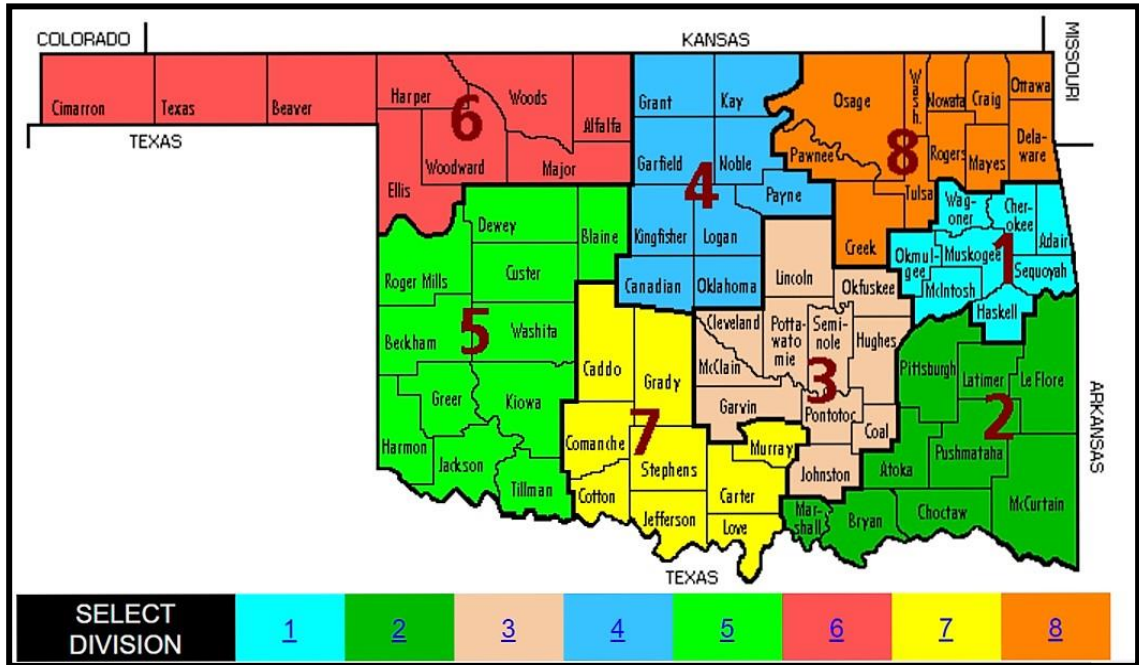 COLORADO
KANSAS
MISSOURI
Cimarron
Texas
Beaver
Harper
Woods
Alfalfa
6
Woodward
Major
Ellis
TEXAS
Grant
Kay
Garfield
Noble
4
Payne
Kingfisher
Logan
Canadian
Oklahoma
Osage
Wash.
Nowata
Craig
Ottawa
8
Pawnee
Rogers
Mayes
Dela-
ware
Tulsa
Creek
Wag-
oner
Cher-
okee
Adair
1
Okmul-
gee
Muskogee
Sequoyah
McIntosh
Haskell
Dewey
Blaine
Roger Mills
Custer
5
Beckham
Washita
Greer
Kiowa
Harmon
Jackson
Tillman
Lincoln
Okfuskee
Cleveland
Potta-
wato
mie
Semi-
nole
Hughes
McClain
3
Garvin
Pontotoc
Coal
Johnston
Caddo
Grady
7
Comanche
Stephens
Murray
Cotton
Carter
Jefferson
Love
Pittsburgh
Latimer
Le Flore
2
Pushmataha
Atoka
McCurtain
Mar-
shall
Bryan
Choctaw
ARKANSAS
TEXAS
SELECT
DIVISION
1 2 3 4 5 6 7 8